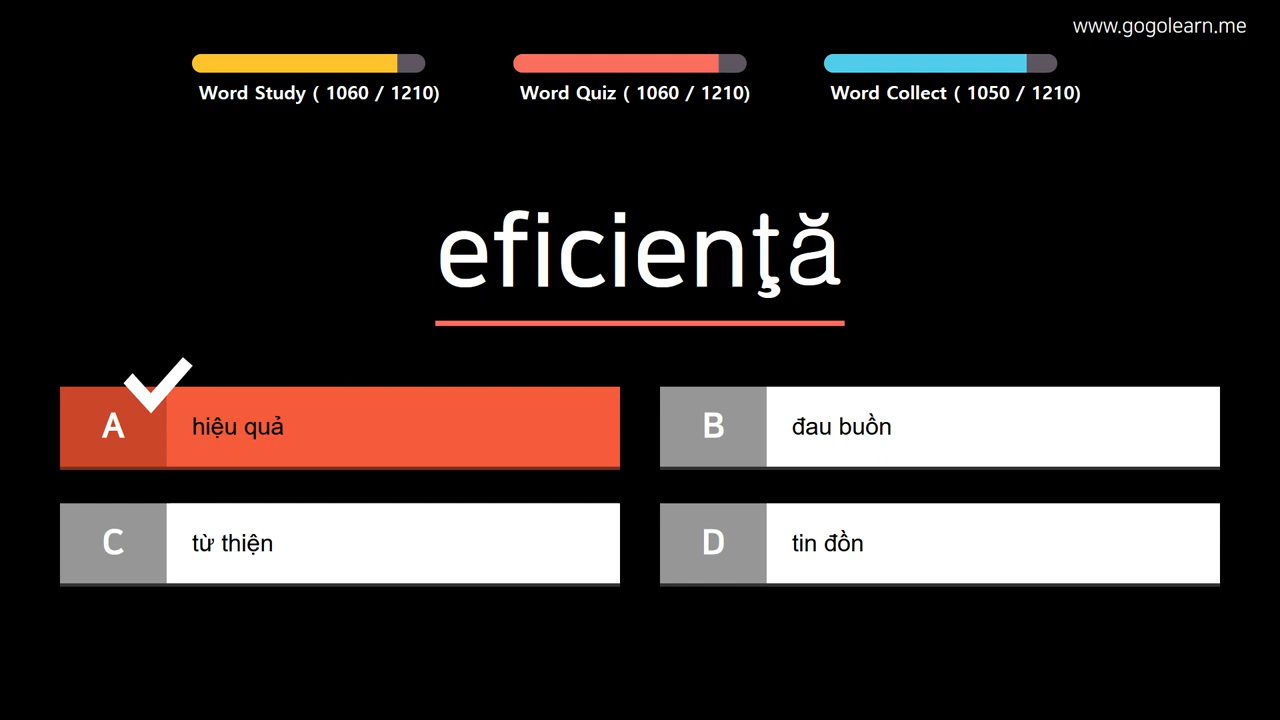 www.gogolearn.me
Word Study ( 1060 / 1210)
Word Quiz ( 1060 / 1210)
Word Collect ( 1050 / 1210)
eficienţă
A
hiệu quả
B
đau buồn
C
từ thiện
D
tin đồn